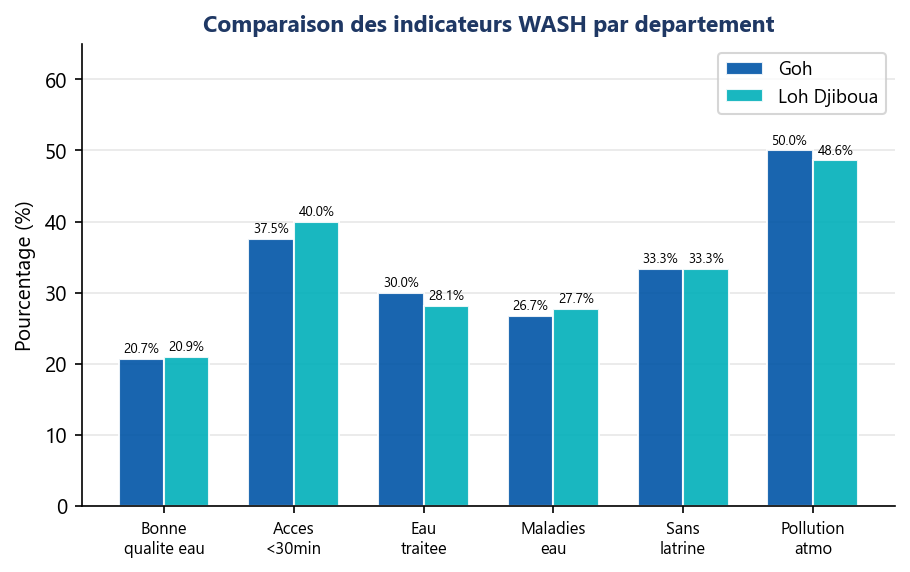 Comparaison des indicateurs WASH par departement
Goh
Loh Djiboua
Pourcentage (%)
60
50
40
30
20
10
0
20.7%
20.9%
37.5%
40.0%
30.0%
28.1%
26.7%
27.7%
33.3%
33.3%
50.0%
48.6%
Bonne
qualite eau
Acces
<30min
Eau
traitee
Maladies
eau
Sans
latrine
Pollution
atmo